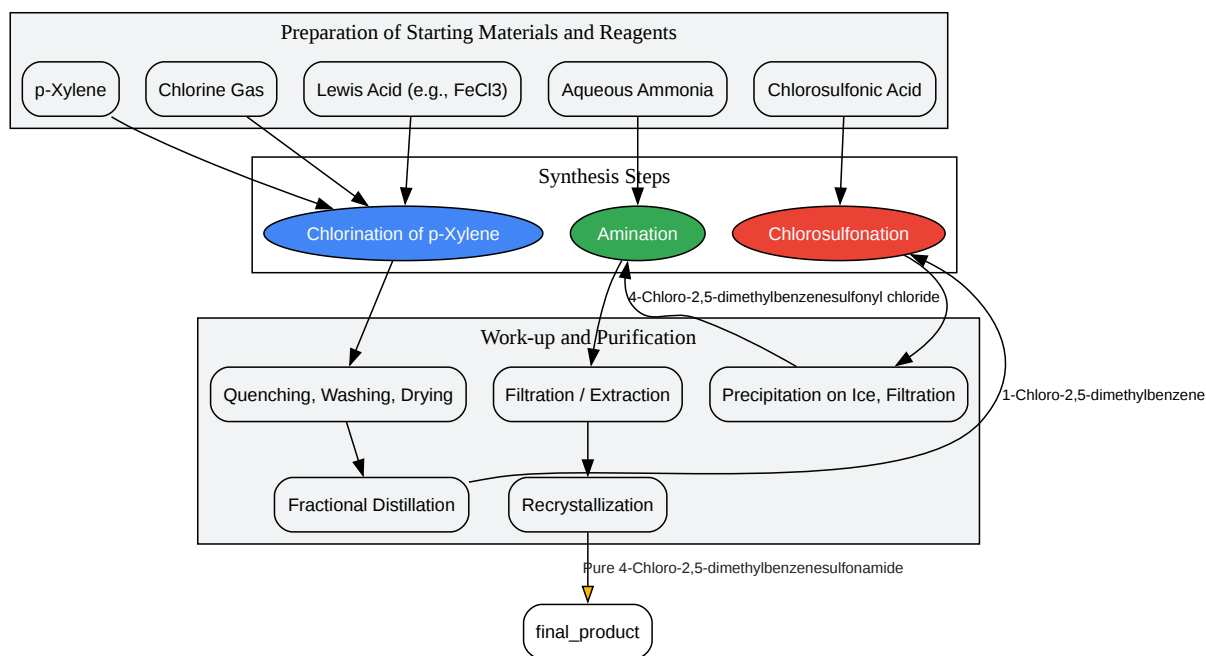 Preparation of Starting Materials and Reagents
p-Xylene
Chlorine Gas
Lewis Acid (e.g., FeCl3)
Aqueous Ammonia
Chlorosulfonic Acid
Synthesis Steps
Chlorination of p-Xylene
Amination
Chlorosulfonation
4-Chloro-2,5-dimethylbenzenesulfonyl chloride
Work-up and Purification
Quenching, Washing, Drying
Filtration / Extraction
Precipitation on Ice, Filtration
1-Chloro-2,5-dimethylbenzene
Fractional Distillation
Recrystallization
Pure 4-Chloro-2,5-dimethylbenzenesulfonamide
final_product